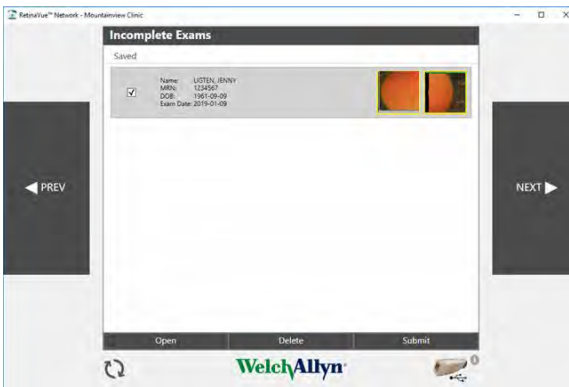 RetinaVue™ Network - Mountainview Clinic
Incomplete Exams
Saved
Name: LIGTEN, JENNY
MRN: 1234567
DOB: 1961-09-09
Exam Date: 2019-01-09
PREV
NEXT
Open Delete Submit
WelchAllyn
0